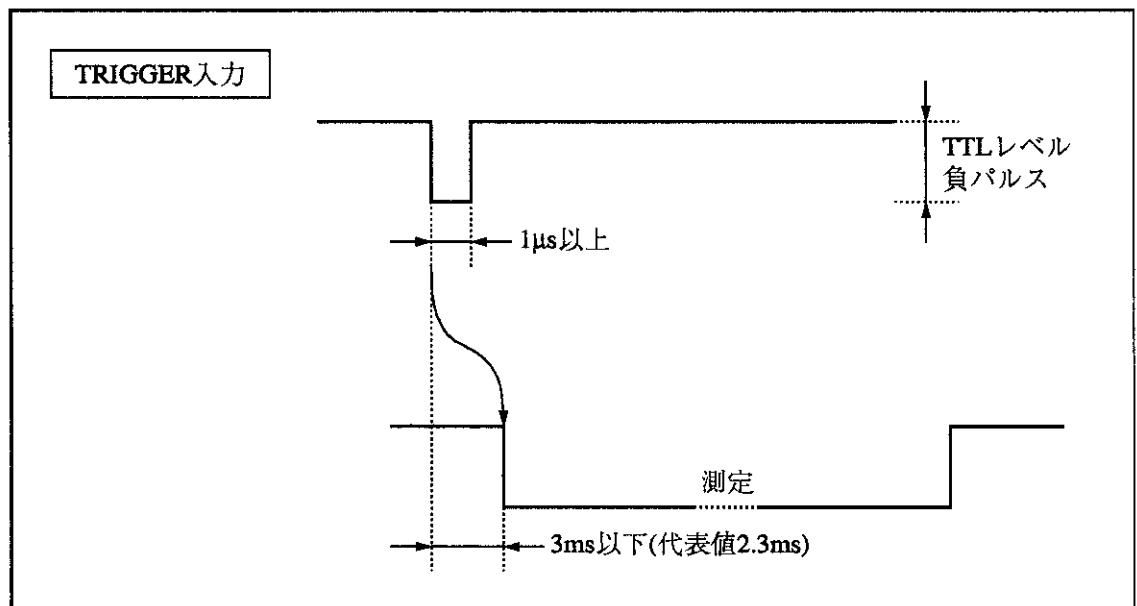 TRIGGER入力
TTLレベル
負パルス
1μs以上
測定
3ms以下(代表値2.3ms)